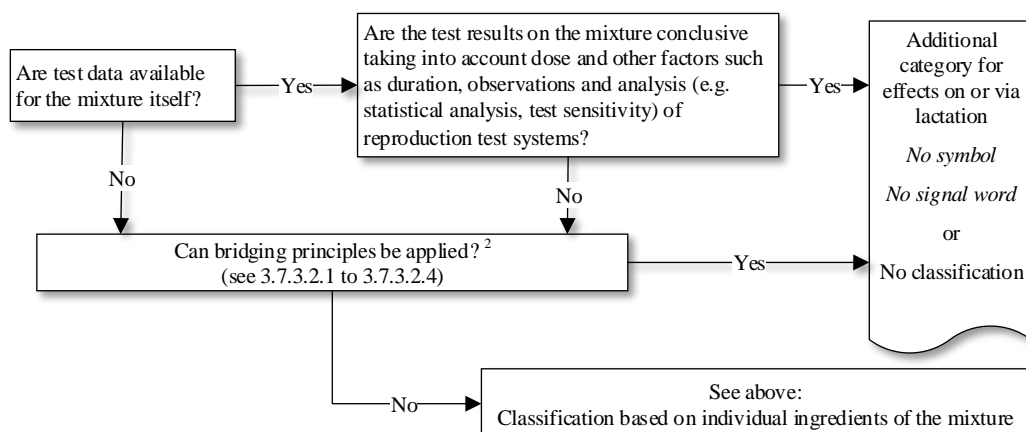 Are test data available
for the mixture itself?
Yes
Are the test results on the mixture conclusive
taking into account dose and other factors such
as duration, observations and analysis (e.g.
statistical analysis, test sensitivity) of
reproduction test systems?
Yes
Additional
category for
effects on or via
lactation
No symbol
No signal word
or
No classification
No
No
Can bridging principles be applied? 2
(see 3.7.3.2.1 to 3.7.3.2.4)
Yes
No
See above:
Classification based on individual ingredients of the mixture